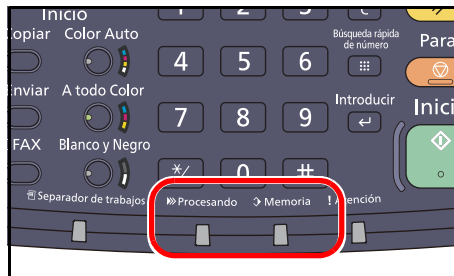 Inicio
Copiar Color Auto
Búsqueda rápida
de número
Para
4 5 6
Enviar A todo Color
Introducir
Inici
7 8 9
FAX Blanco y Negro
*/. 0 #
Separador de trabajos Procesando Memoria ! Atención